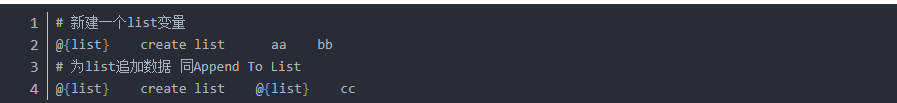 1 # 新建一个list变量
2 @{list}    create list      aa    bb
3 # 为list追加数据 同Append To List
4 @{list}    create list    @{list}    cc